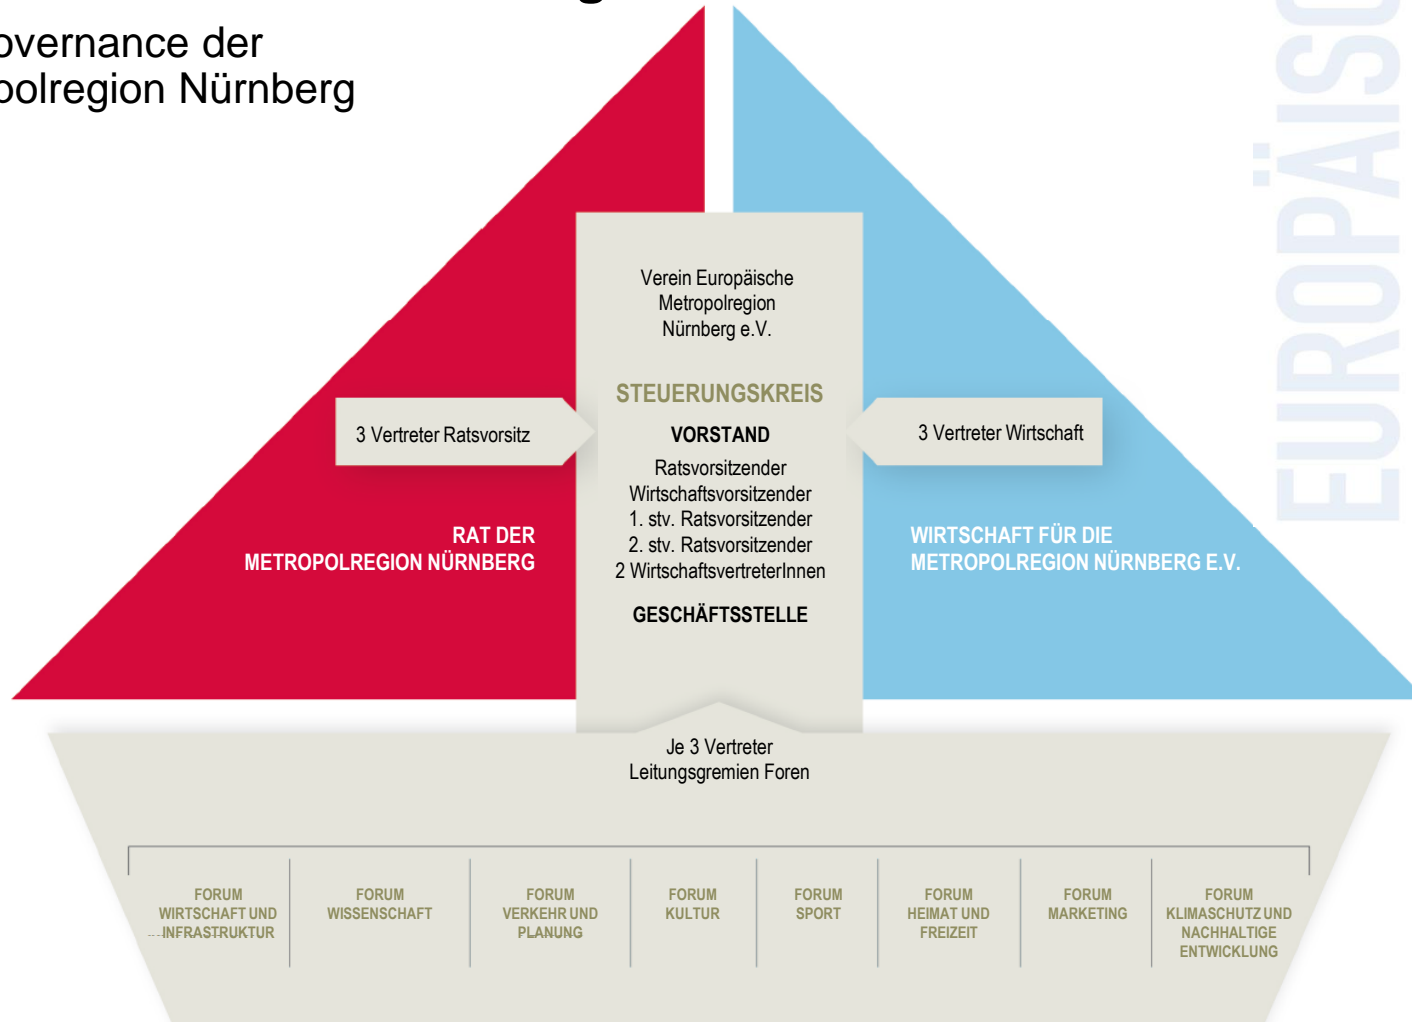 overnance der
polregion Nürnberg
EUROPÄISC
Verein Europäische
Metropolregion
Nürnberg e.V.
STEUERUNGSKREIS
3 Vertreter Ratsvorsitz
VORSTAND
3 Vertreter Wirtschaft
Ratsvorsitzender
Wirtschaftsvorsitzender
1. stv. Ratsvorsitzender
2. stv. Ratsvorsitzender
2 WirtschaftsvertreterInnen
RAT DER
METROPOLREGION NÜRNBERG
WIRTSCHAFT FÜR DIE
METROPOLREGION NÜRNBERG E.V.
GESCHÄFTSSTELLE
Je 3 Vertreter
Leitungsgremien Foren
FORUM
WIRTSCHAFT UND
INFRASTRUKTUR
FORUM
WISSENSCHAFT
FORUM
VERKEHR UND
PLANUNG
FORUM
KULTUR
FORUM
SPORT
FORUM
HEIMAT UND
FREIZEIT
FORUM
MARKETING
FORUM
KLIMASCHUTZ UND
NACHHALTIGE
ENTWICKLUNG